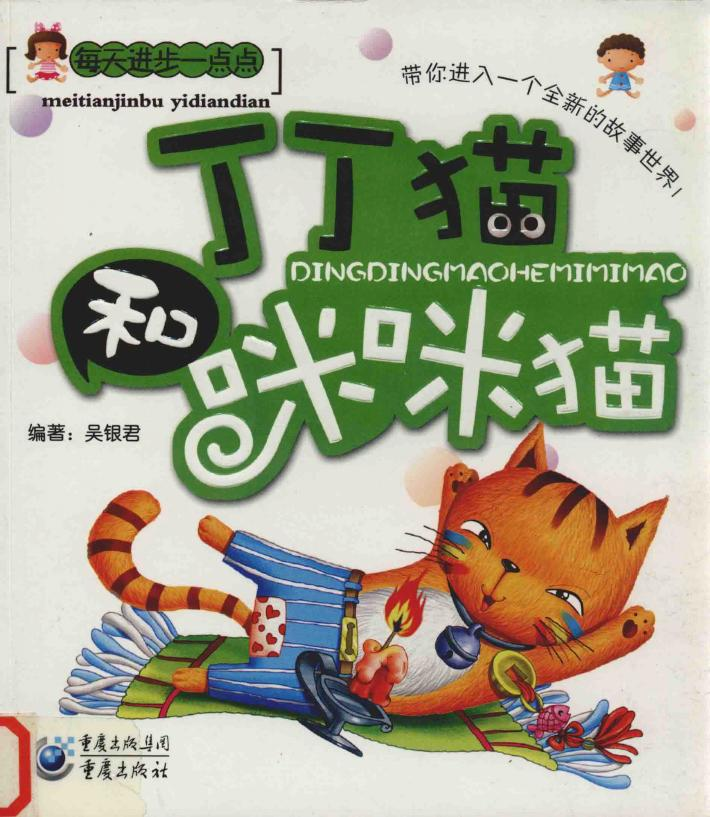 每天进步一点点
meitianjinbu yidiandian
带你进入一个全新的故事世界!
丁丁猫
DINGDINGMAOHEMIMIMAO
和
咪咪猫
编著：吴银君
重庆出版集团
重庆出版社